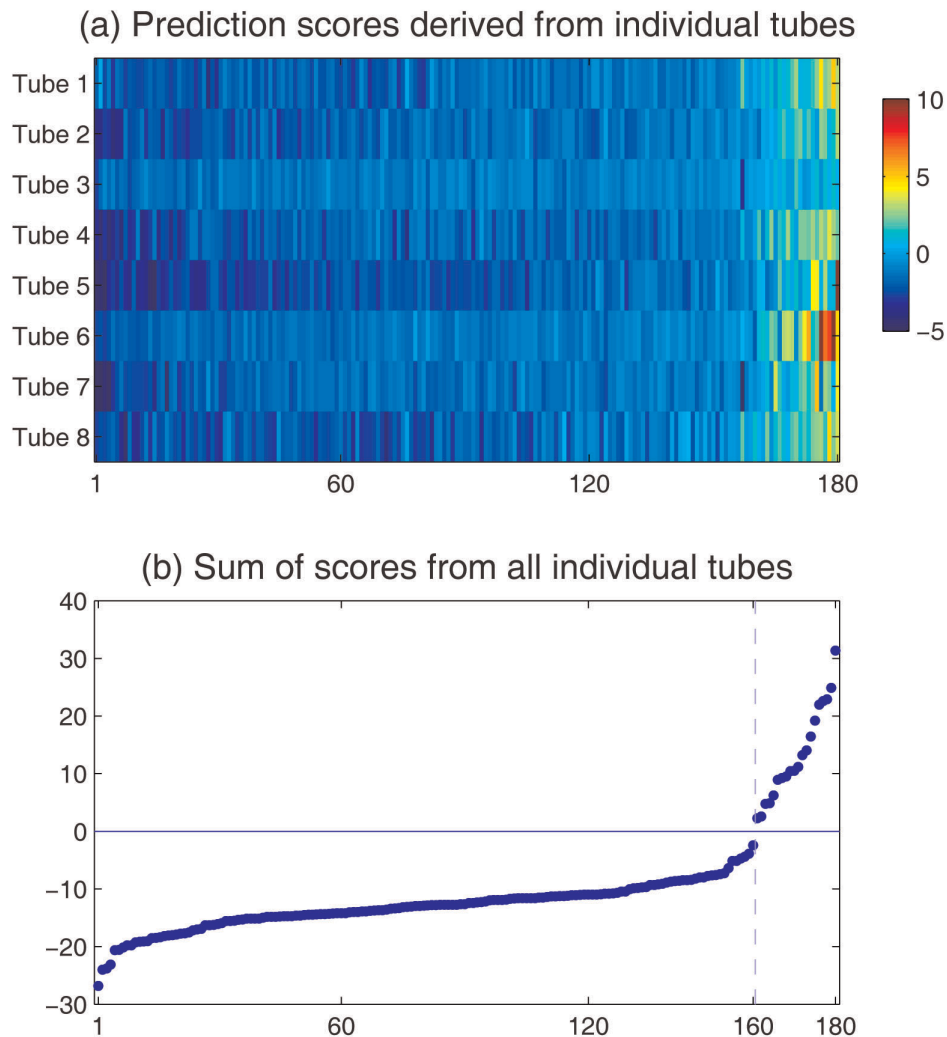 (a) Prediction scores derived from individual tubes
Tube 1
Tube 2
Tube 3
Tube 4
Tube 5
Tube 6
Tube 7
Tube 8
10
5
0
−5
1 60 120 180
(b) Sum of scores from all individual tubes
40
30
20
10
0
−10
−20
−30
1 60 120 160 180